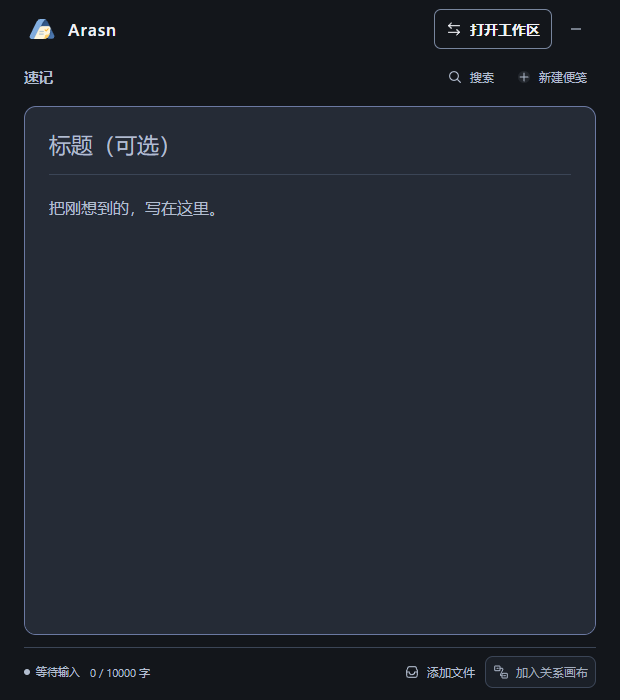 Arasn
打开工作区
速记
搜索
新建便笺
标题（可选）
把刚想到的，写在这里。
等待输入 0 / 10000 字
添加文件
加入关系画布